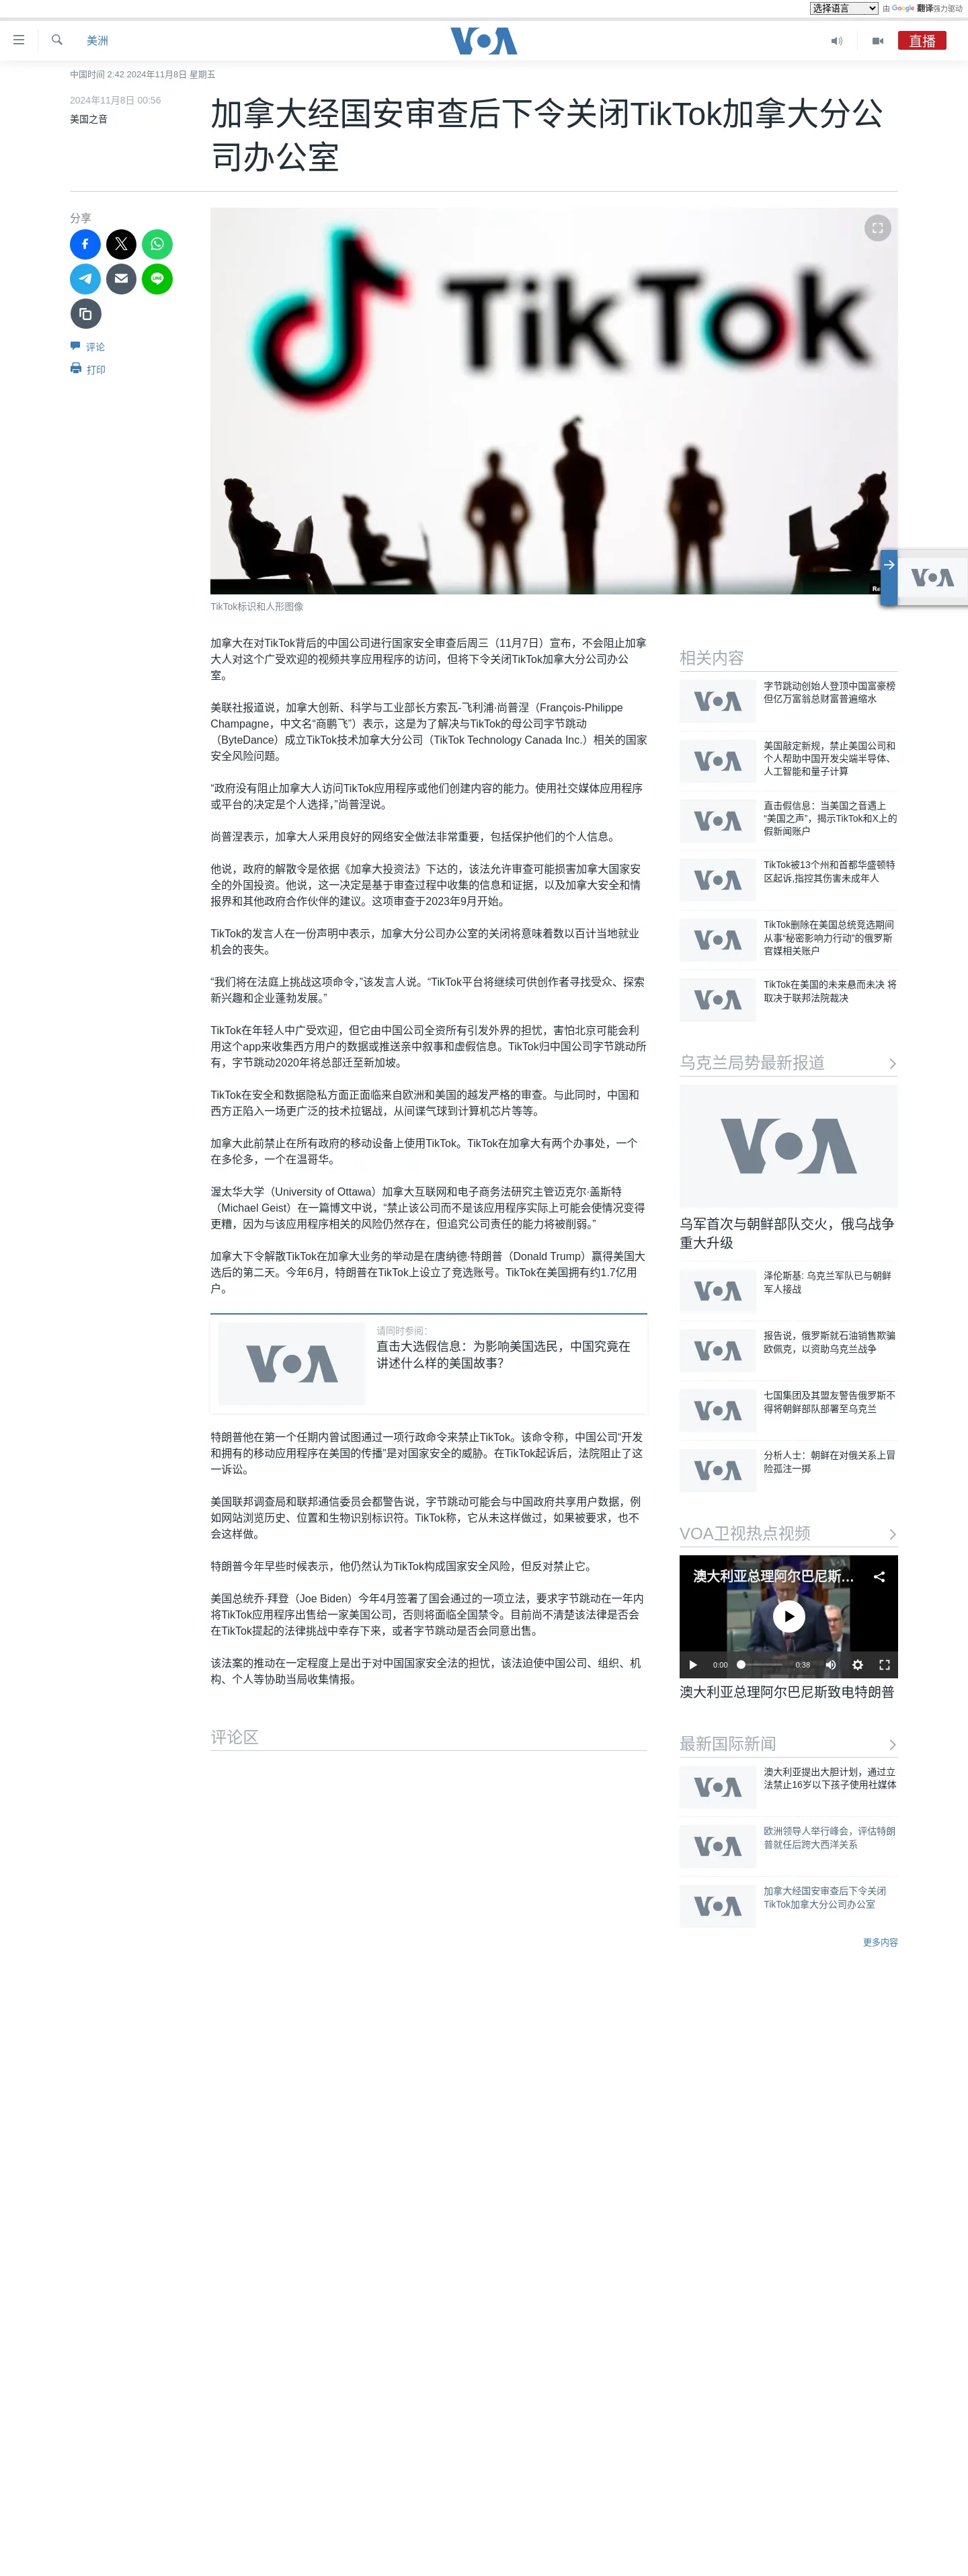 选择语言 由 Google 翻译强力驱动
美洲
VOA
直播
中国时间 2:42 2024年11月8日 星期五
2024年11月8日 00:56
美国之音
加拿大经国安审查后下令关闭TikTok加拿大分公
司办公室
分享
评论
打印
TikTok
TikTok标识和人形图像
加拿大在对TikTok背后的中国公司进行国家安全审查后周三（11月7日）宣布，不会阻止加拿
大人对这个广受欢迎的视频共享应用程序的访问，但将下令关闭TikTok加拿大分公司办公
室。
美联社报道说，加拿大创新、科学与工业部长方索瓦-飞利浦·尚普涅（François-Philippe
Champagne，中文名“商鹏飞”）表示，这是为了解决与TikTok的母公司字节跳动
（ByteDance）成立TikTok技术加拿大分公司（TikTok Technology Canada Inc.）相关的国家
安全风险问题。
“政府没有阻止加拿大人访问TikTok应用程序或他们创建内容的能力。使用社交媒体应用程序
或平台的决定是个人选择，”尚普涅说。
尚普涅表示，加拿大人采用良好的网络安全做法非常重要，包括保护他们的个人信息。
他说，政府的解散令是依据《加拿大投资法》下达的，该法允许审查可能损害加拿大国家安
全的外国投资。他说，这一决定是基于审查过程中收集的信息和证据，以及加拿大安全和情
报界和其他政府合作伙伴的建议。这项审查于2023年9月开始。
TikTok的发言人在一份声明中表示，加拿大分公司办公室的关闭将意味着数以百计当地就业
机会的丧失。
“我们将在法庭上挑战这项命令，”该发言人说。“TikTok平台将继续可供创作者寻找受众、探索
新兴趣和企业蓬勃发展。”
TikTok在年轻人中广受欢迎，但它由中国公司全资所有引发外界的担忧，害怕北京可能会利
用这个app来收集西方用户的数据或推送亲中叙事和虚假信息。TikTok归中国公司字节跳动所
有，字节跳动2020年将总部迁至新加坡。
TikTok在安全和数据隐私方面正面临来自欧洲和美国的越发严格的审查。与此同时，中国和
西方正陷入一场更广泛的技术拉锯战，从间谍气球到计算机芯片等等。
加拿大此前禁止在所有政府的移动设备上使用TikTok。TikTok在加拿大有两个办事处，一个
在多伦多，一个在温哥华。
渥太华大学（University of Ottawa）加拿大互联网和电子商务法研究主管迈克尔·盖斯特
（Michael Geist）在一篇博文中说，“禁止该公司而不是该应用程序实际上可能会使情况变得
更糟，因为与该应用程序相关的风险仍然存在，但追究公司责任的能力将被削弱。”
加拿大下令解散TikTok在加拿大业务的举动是在唐纳德·特朗普（Donald Trump）赢得美国大
选后的第二天。今年6月，特朗普在TikTok上设立了竞选账号。TikTok在美国拥有约1.7亿用
户。
VOA
请同时参阅：
直击大选假信息：为影响美国选民，中国究竟在
讲述什么样的美国故事？
特朗普他在第一个任期内曾试图通过一项行政命令来禁止TikTok。该命令称，中国公司“开发
和拥有的移动应用程序在美国的传播”是对国家安全的威胁。在TikTok起诉后，法院阻止了这
一诉讼。
美国联邦调查局和联邦通信委员会都警告说，字节跳动可能会与中国政府共享用户数据，例
如网站浏览历史、位置和生物识别标识符。TikTok称，它从未这样做过，如果被要求，也不
会这样做。
特朗普今年早些时候表示，他仍然认为TikTok构成国家安全风险，但反对禁止它。
美国总统乔·拜登（Joe Biden）今年4月签署了国会通过的一项立法，要求字节跳动在一年内
将TikTok应用程序出售给一家美国公司，否则将面临全国禁令。目前尚不清楚该法律是否会
在TikTok提起的法律挑战中幸存下来，或者字节跳动是否会同意出售。
该法案的推动在一定程度上是出于对中国国家安全法的担忧，该法迫使中国公司、组织、机
构、个人等协助当局收集情报。
评论区
VOA
相关内容
VOA
字节跳动创始人登顶中国富豪榜
但亿万富翁总财富普遍缩水
VOA
美国敲定新规，禁止美国公司和
个人帮助中国开发尖端半导体、
人工智能和量子计算
VOA
直击假信息：当美国之音遇上
“美国之声”，揭示TikTok和X上的
假新闻账户
VOA
TikTok被13个州和首都华盛顿特
区起诉,指控其伤害未成年人
VOA
TikTok删除在美国总统竞选期间
从事“秘密影响力行动”的俄罗斯
官媒相关账户
VOA
TikTok在美国的未来悬而未决 将
取决于联邦法院裁决
乌克兰局势最新报道
VOA
乌军首次与朝鲜部队交火，俄乌战争
重大升级
VOA
泽伦斯基: 乌克兰军队已与朝鲜
军人接战
VOA
报告说，俄罗斯就石油销售欺骗
欧佩克，以资助乌克兰战争
VOA
七国集团及其盟友警告俄罗斯不
得将朝鲜部队部署至乌克兰
VOA
分析人士：朝鲜在对俄关系上冒
险孤注一掷
VOA卫视热点视频
澳大利亚总理阿尔巴尼斯...
0:00 0:38
澳大利亚总理阿尔巴尼斯致电特朗普
最新国际新闻
VOA
澳大利亚提出大胆计划，通过立
法禁止16岁以下孩子使用社媒体
VOA
欧洲领导人举行峰会，评估特朗
普就任后跨大西洋关系
VOA
加拿大经国安审查后下令关闭
TikTok加拿大分公司办公室
更多内容